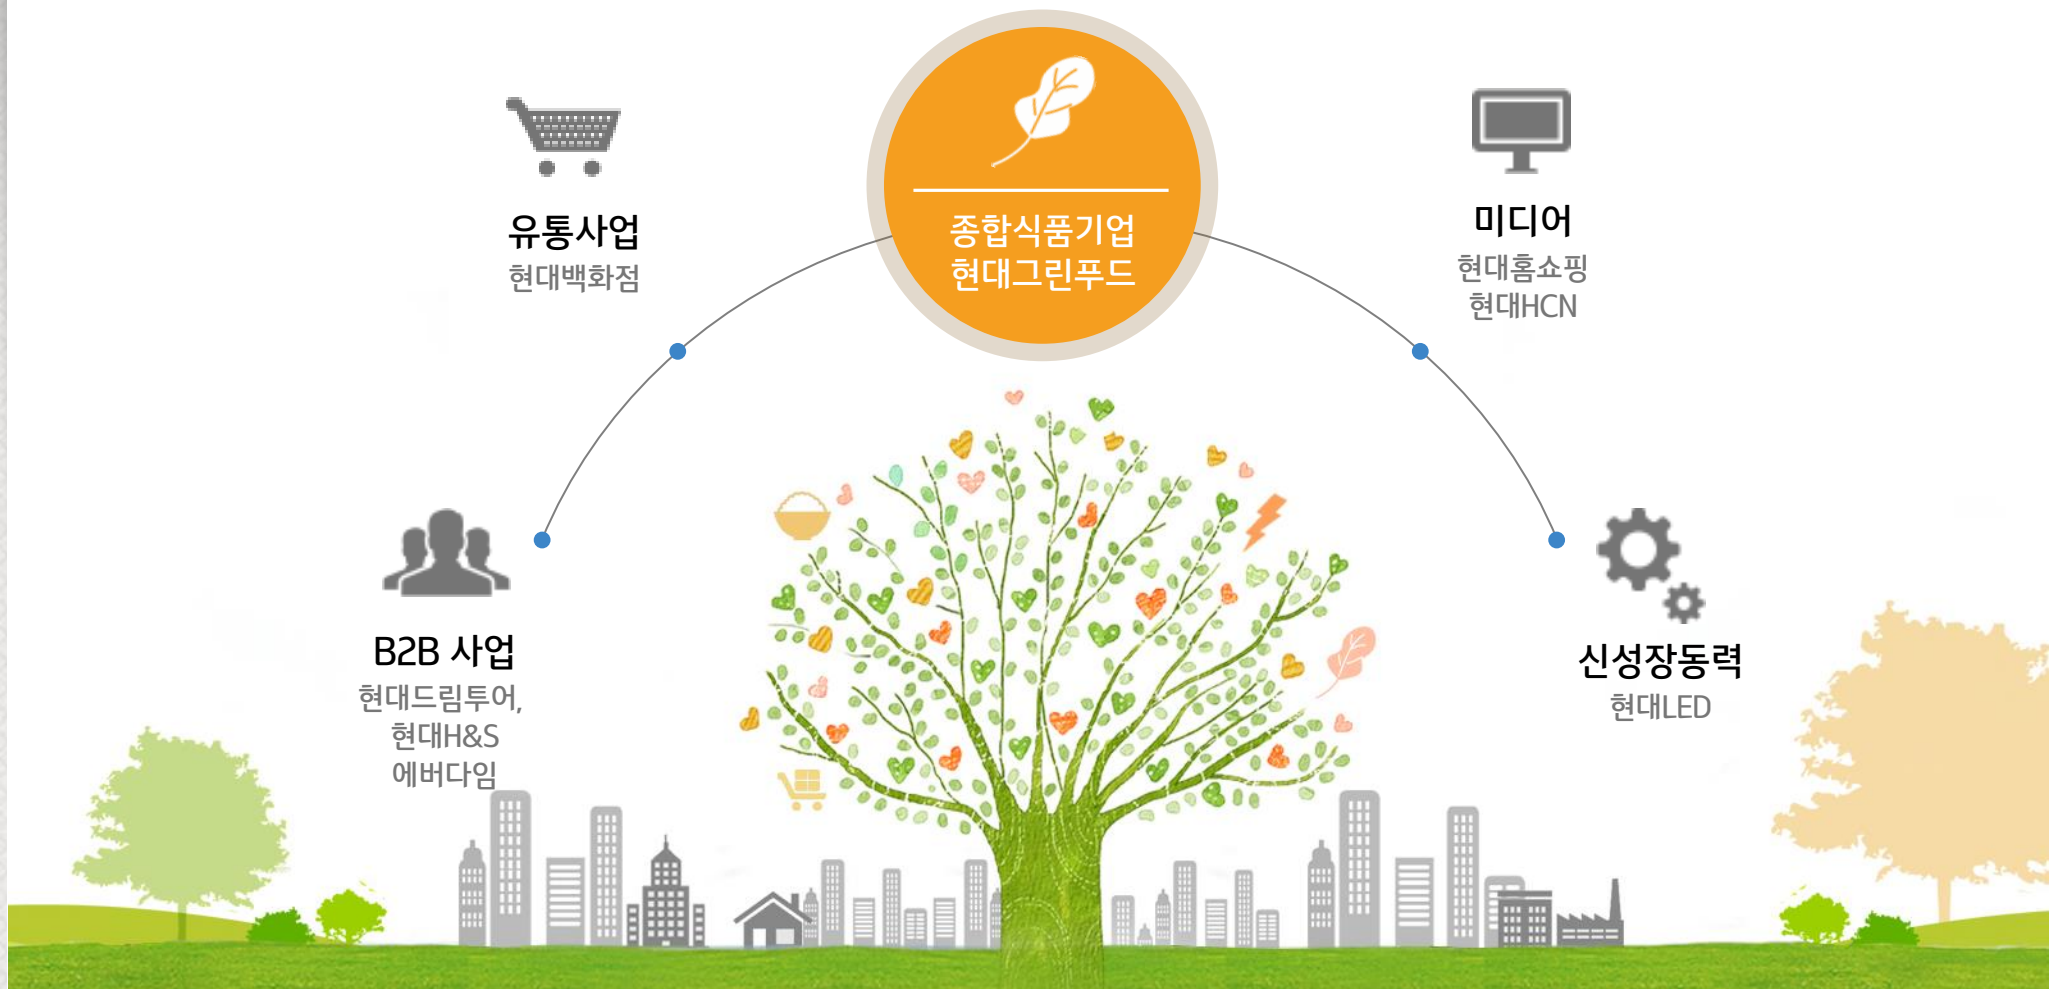 종합식품기업
현대그린푸드
유통사업
현대백화점
미디어
현대홈쇼핑
현대HCN
B2B 사업
현대드림투어,
현대H&S
에버다임
신성장동력
현대LED